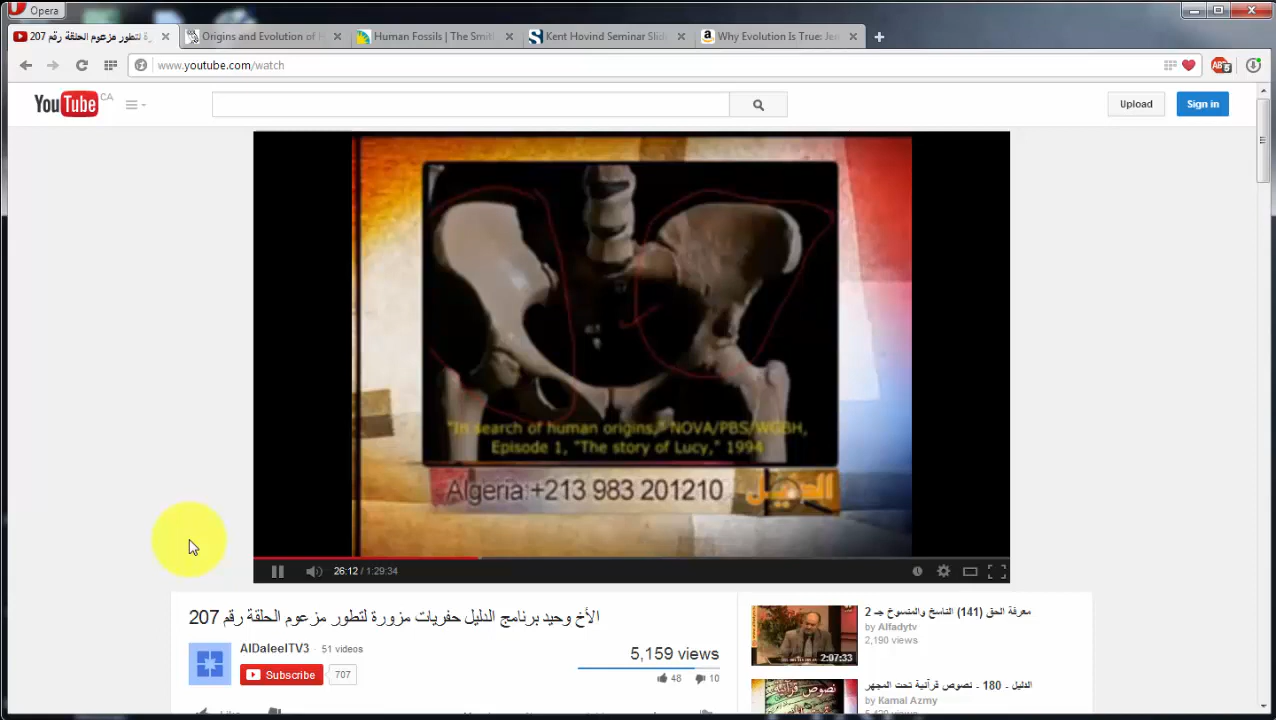 Opera
ة لتطور مزعوم الحلقة رقم 207
Origins and Evolution of H
Human Fossils | The Smit
Kent Hovind Seminar Slid
Why Evolution Is True: Je
www.youtube.com/watch
YouTube CA
Upload
Sign in
"In search of human origins," NOVA/PBS/WGBH,
Episode 1, "The story of Lucy," 1994
Algeria:+213 983 201210
الدليل
26:12 / 1:29:34
الأخ وحيد برنامج الدليل حفريات مزورة لتطور مزعوم الحلقة رقم 207
AlDaleelTV3 · 51 videos
Subscribe 707
5,159 views
48 10
معرفة الحق (141) الناسخ والمنسوخ جـ 2
by Alfadytv
2,190 views
2:07:33
الدليل - 180 - نصوص قرآنية تحت المجهر
by Kamal Azmy
نصوص قرآنية